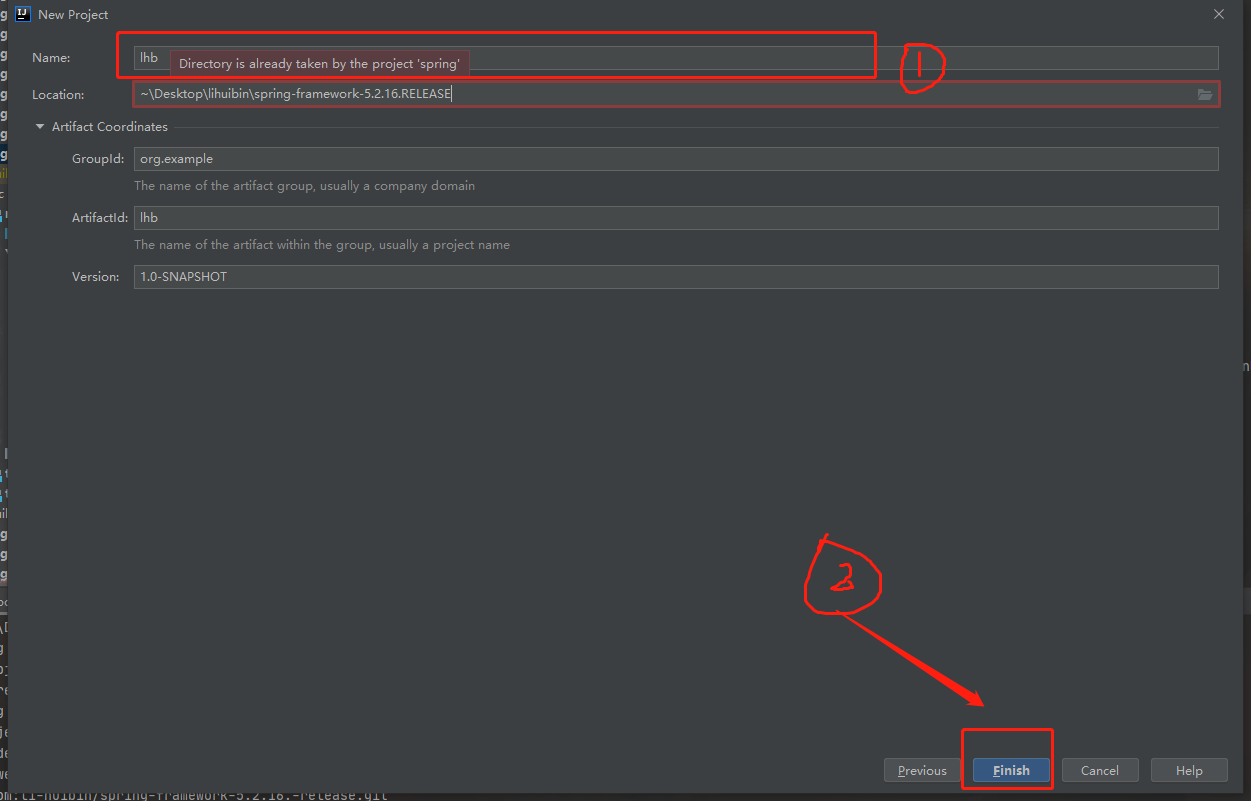 New Project
Name:
lhb
Directory is already taken by the project 'spring'
1
Location:
~\Desktop\lihuibin\spring-framework-5.2.16.RELEASE
Artifact Coordinates
GroupId:
org.example
The name of the artifact group, usually a company domain
ArtifactId:
lhb
The name of the artifact within the group, usually a project name
Version:
1.0-SNAPSHOT
2
Previous
Finish
Cancel
Help
om.li-huibin/spring-framework-5.2.16.-release.git